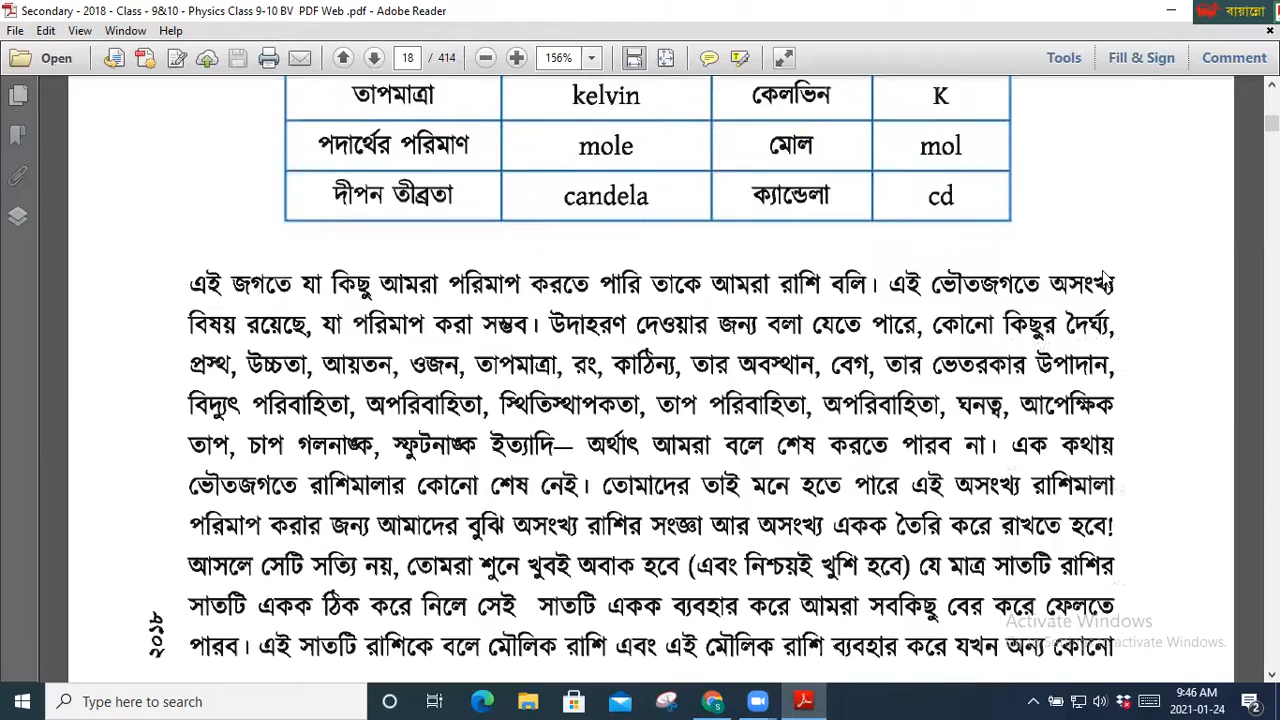 Secondary - 2018 - Class - 9&10 - Physics Class 9-10 BV PDF Web .pdf - Adobe Reader
বায়ান্নো
File Edit View Window Help
Open 18 / 414 156% Tools Fill & Sign Comment
তাপমাত্রা kelvin কেলভিন K
পদার্থের পরিমাণ mole মোল mol
দীপন তীব্রতা candela ক্যান্ডেলা cd
এই জগতে যা কিছু আমরা পরিমাপ করতে পারি তাকে আমরা রাশি বলি। এই ভৌতজগতে অসংখ্য
বিষয় রয়েছে, যা পরিমাপ করা সম্ভব। উদাহরণ দেওয়ার জন্য বলা যেতে পারে, কোনো কিছুর দৈর্ঘ্য,
প্রস্থ, উচ্চতা, আয়তন, ওজন, তাপমাত্রা, রং, কাঠিন্য, তার অবস্থান, বেগ, তার ভেতরকার উপাদান,
বিদ্যুৎ পরিবাহিতা, অপরিবাহিতা, স্থিতিস্থাপকতা, তাপ পরিবাহিতা, অপরিবাহিতা, ঘনত্ব, আপেক্ষিক
তাপ, চাপ গলনাঙ্ক, স্ফুটনাঙ্ক ইত্যাদি— অর্থাৎ আমরা বলে শেষ করতে পারব না। এক কথায়
ভৌতজগতে রাশিমালার কোনো শেষ নেই। তোমাদের তাই মনে হতে পারে এই অসংখ্য রাশিমালা
পরিমাপ করার জন্য আমাদের বুঝি অসংখ্য রাশির সংজ্ঞা আর অসংখ্য একক তৈরি করে রাখতে হবে!
আসলে সেটি সত্যি নয়, তোমরা শুনে খুবই অবাক হবে (এবং নিশ্চয়ই খুশি হবে) যে মাত্র সাতটি রাশির
সাতটি একক ঠিক করে নিলে সেই সাতটি একক ব্যবহার করে আমরা সবকিছু বের করে ফেলতে
পারব। এই সাতটি রাশিকে বলে মৌলিক রাশি এবং এই মৌলিক রাশি ব্যবহার করে যখন অন্য কোনো
২০১৮
Activate Windows
Type here to search
9:46 AM
2021-01-24
2